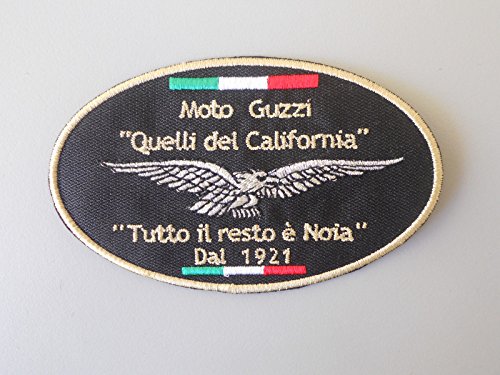 Moto Guzzi
"Quelli del California"
"Tutto il resto è Noia"
Dal 1921